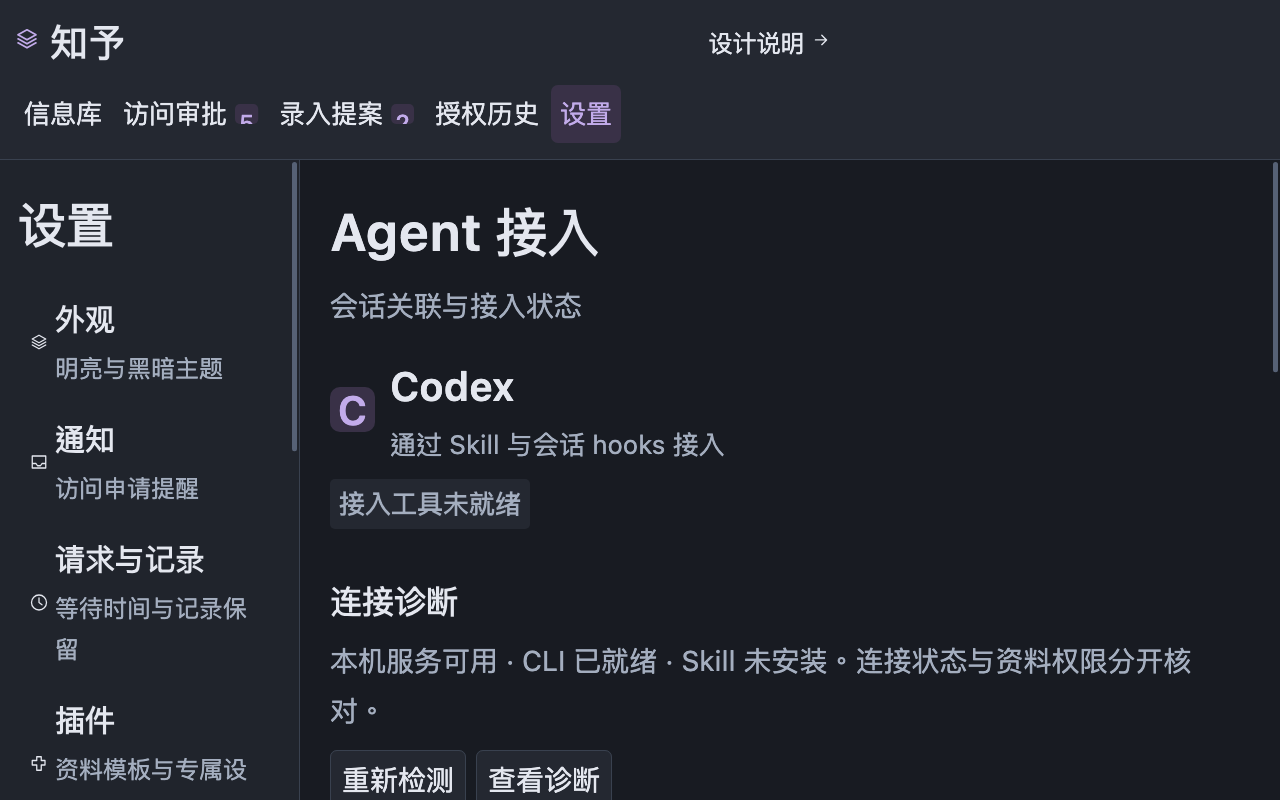 知予
设计说明 →
信息库 访问审批 5 录入提案 2 授权历史 设置
设置
外观
明亮与黑暗主题
通知
访问申请提醒
请求与记录
等待时间与记录保
留
插件
资料模板与专属设
Agent 接入
会话关联与接入状态
C
Codex
通过 Skill 与会话 hooks 接入
接入工具未就绪
连接诊断
本机服务可用 · CLI 已就绪 · Skill 未安装。连接状态与资料权限分开核
对。
重新检测 查看诊断